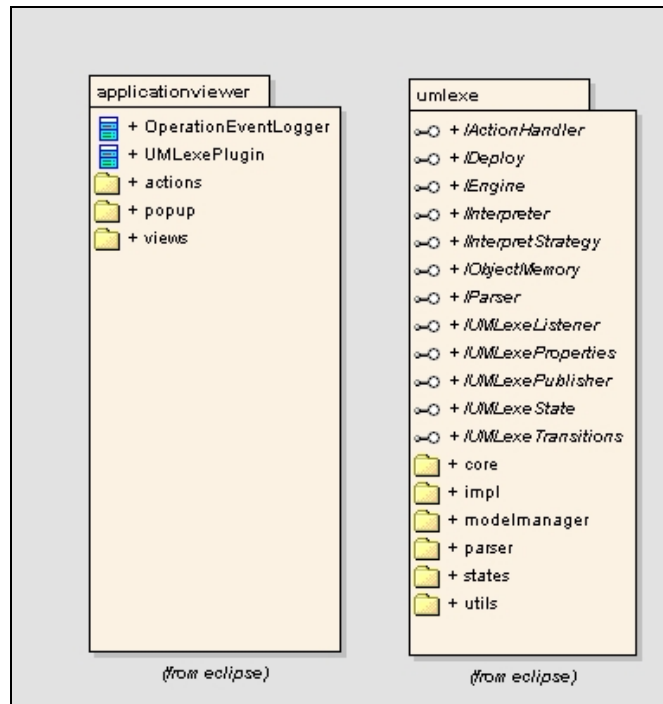 applicationviewer
+ OperationEventLogger
+ UMLexePlugin
+ actions
+ popup
+ views
(from eclipse)
umlexe
+ IActionHandler
+ IDeploy
+ IEngine
+ IInterpreter
+ IInterpretStrategy
+ IObjectMemory
+ IParser
+ IUMLexeListener
+ IUMLexeProperties
+ IUMLexePublisher
+ IUMLexeState
+ IUMLexeTransitions
+ core
+ impl
+ modelmanager
+ parser
+ states
+ utils
(from eclipse)